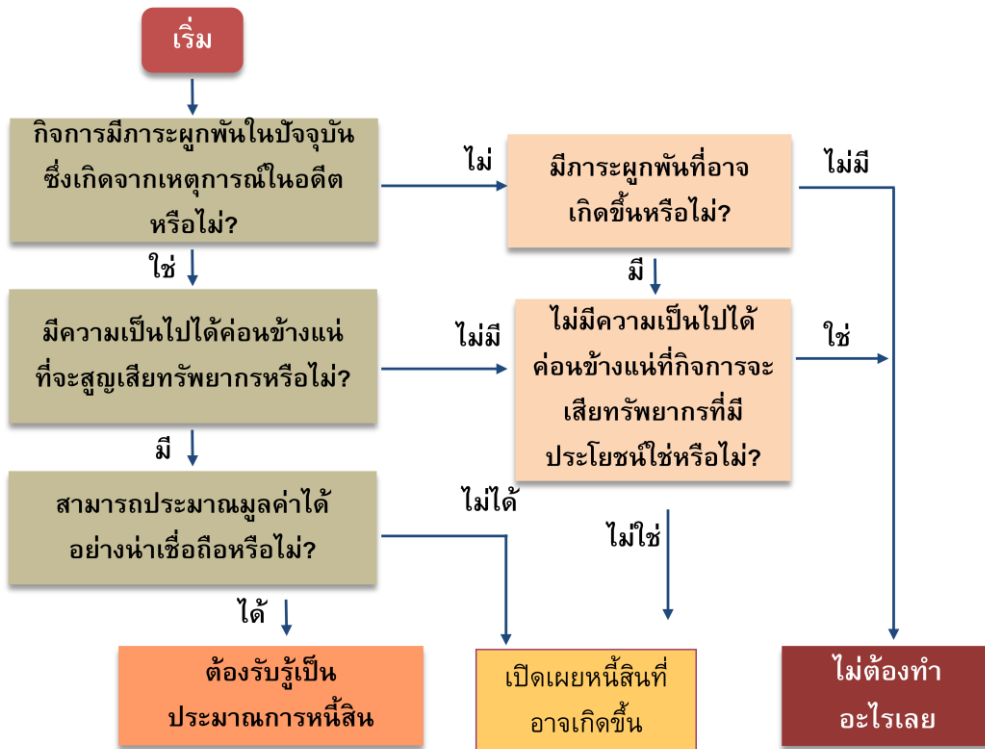 เริ่ม
กิจการมีภาระผูกพันในปัจจุบัน
ซึ่งเกิดจากเหตุการณ์ในอดีต
หรือไม่?
ไม่
มีภาระผูกพันที่อาจ
เกิดขึ้นหรือไม่?
ไม่มี
ใช่
มี
มีความเป็นไปได้ค่อนข้างแน่
ที่จะสูญเสียทรัพยากรหรือไม่?
ไม่มี
ไม่มีความเป็นไปได้
ค่อนข้างแน่ที่กิจการจะ
เสียทรัพยากรที่มี
ประโยชน์ใช่หรือไม่?
ใช่
มี
สามารถประมาณมูลค่าได้
อย่างน่าเชื่อถือหรือไม่?
ไม่ได้
ไม่ใช่
ได้
ต้องรับรู้เป็น
ประมาณการหนี้สิน
เปิดเผยหนี้สินที่
อาจเกิดขึ้น
ไม่ต้องทำ
อะไรเลย